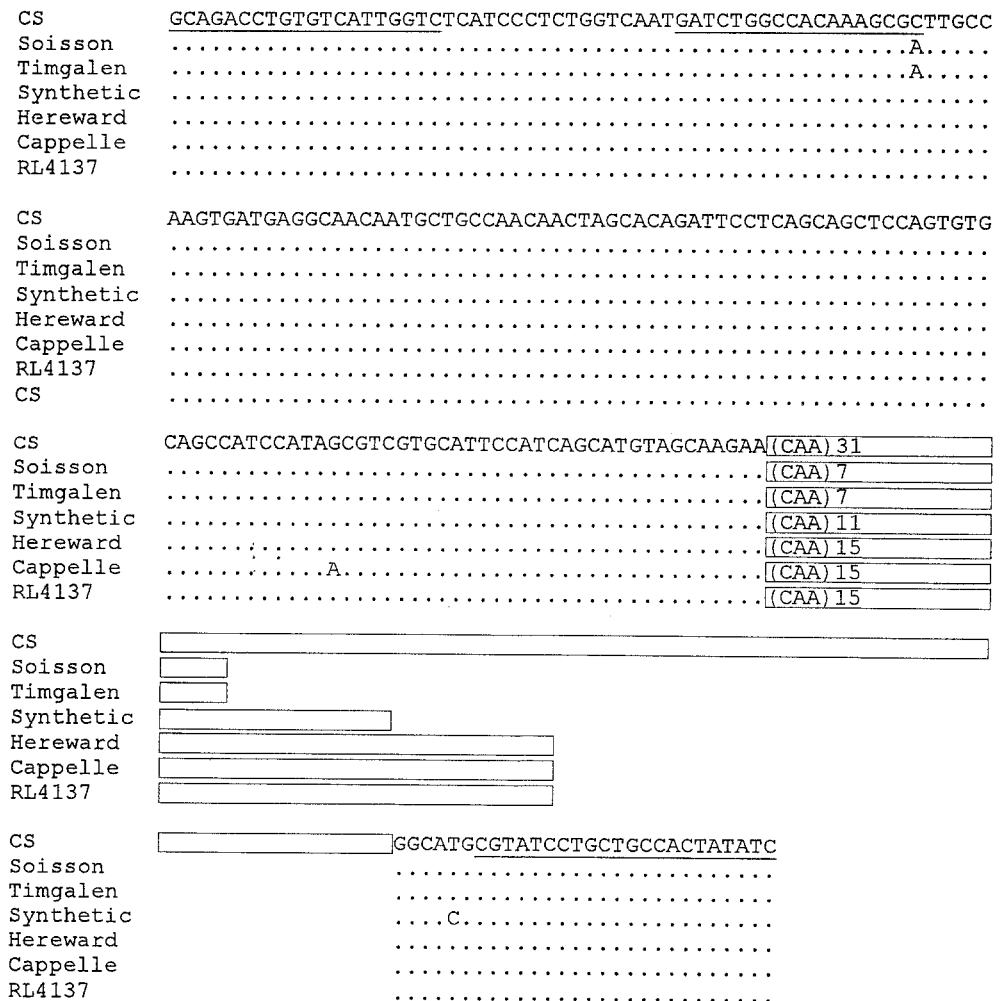 CS GCAGACCTGTGTCATTGGTCTCATCCCTCTGGTCAATGATCTGGCCACAAAGCGCTTGCC
Soisson ......................................................A.....
Timgalen ......................................................A.....
Synthetic ............................................................
Hereward ............................................................
Cappelle ............................................................
RL4137 ............................................................
CS AAGTGATGAGGCAACAATGCTGCCAACAACTAGCACAGATTCCTCAGCAGCTCCAGTGTG
Soisson ............................................................
Timgalen ............................................................
Synthetic ............................................................
Hereward ............................................................
Cappelle ............................................................
RL4137 ............................................................
CS ............................................................
CS CAGCCATCCATAGCGTCGTGCATTCCATCAGCATGTAGCAAGAA(CAA)31
Soisson ............................................(CAA)7
Timgalen ............................................(CAA)7
Synthetic ............................................(CAA)11
Hereward ............................................(CAA)15
Cappelle ............A...............................(CAA)15
RL4137 ............................................(CAA)15
CS
Soisson
Timgalen
Synthetic
Hereward
Cappelle
RL4137
CS GGCATGCGTATCCTGCTGCCACTATATC
Soisson ............................
Timgalen ............................
Synthetic ....C.......................
Hereward ............................
Cappelle ............................
RL4137 ............................